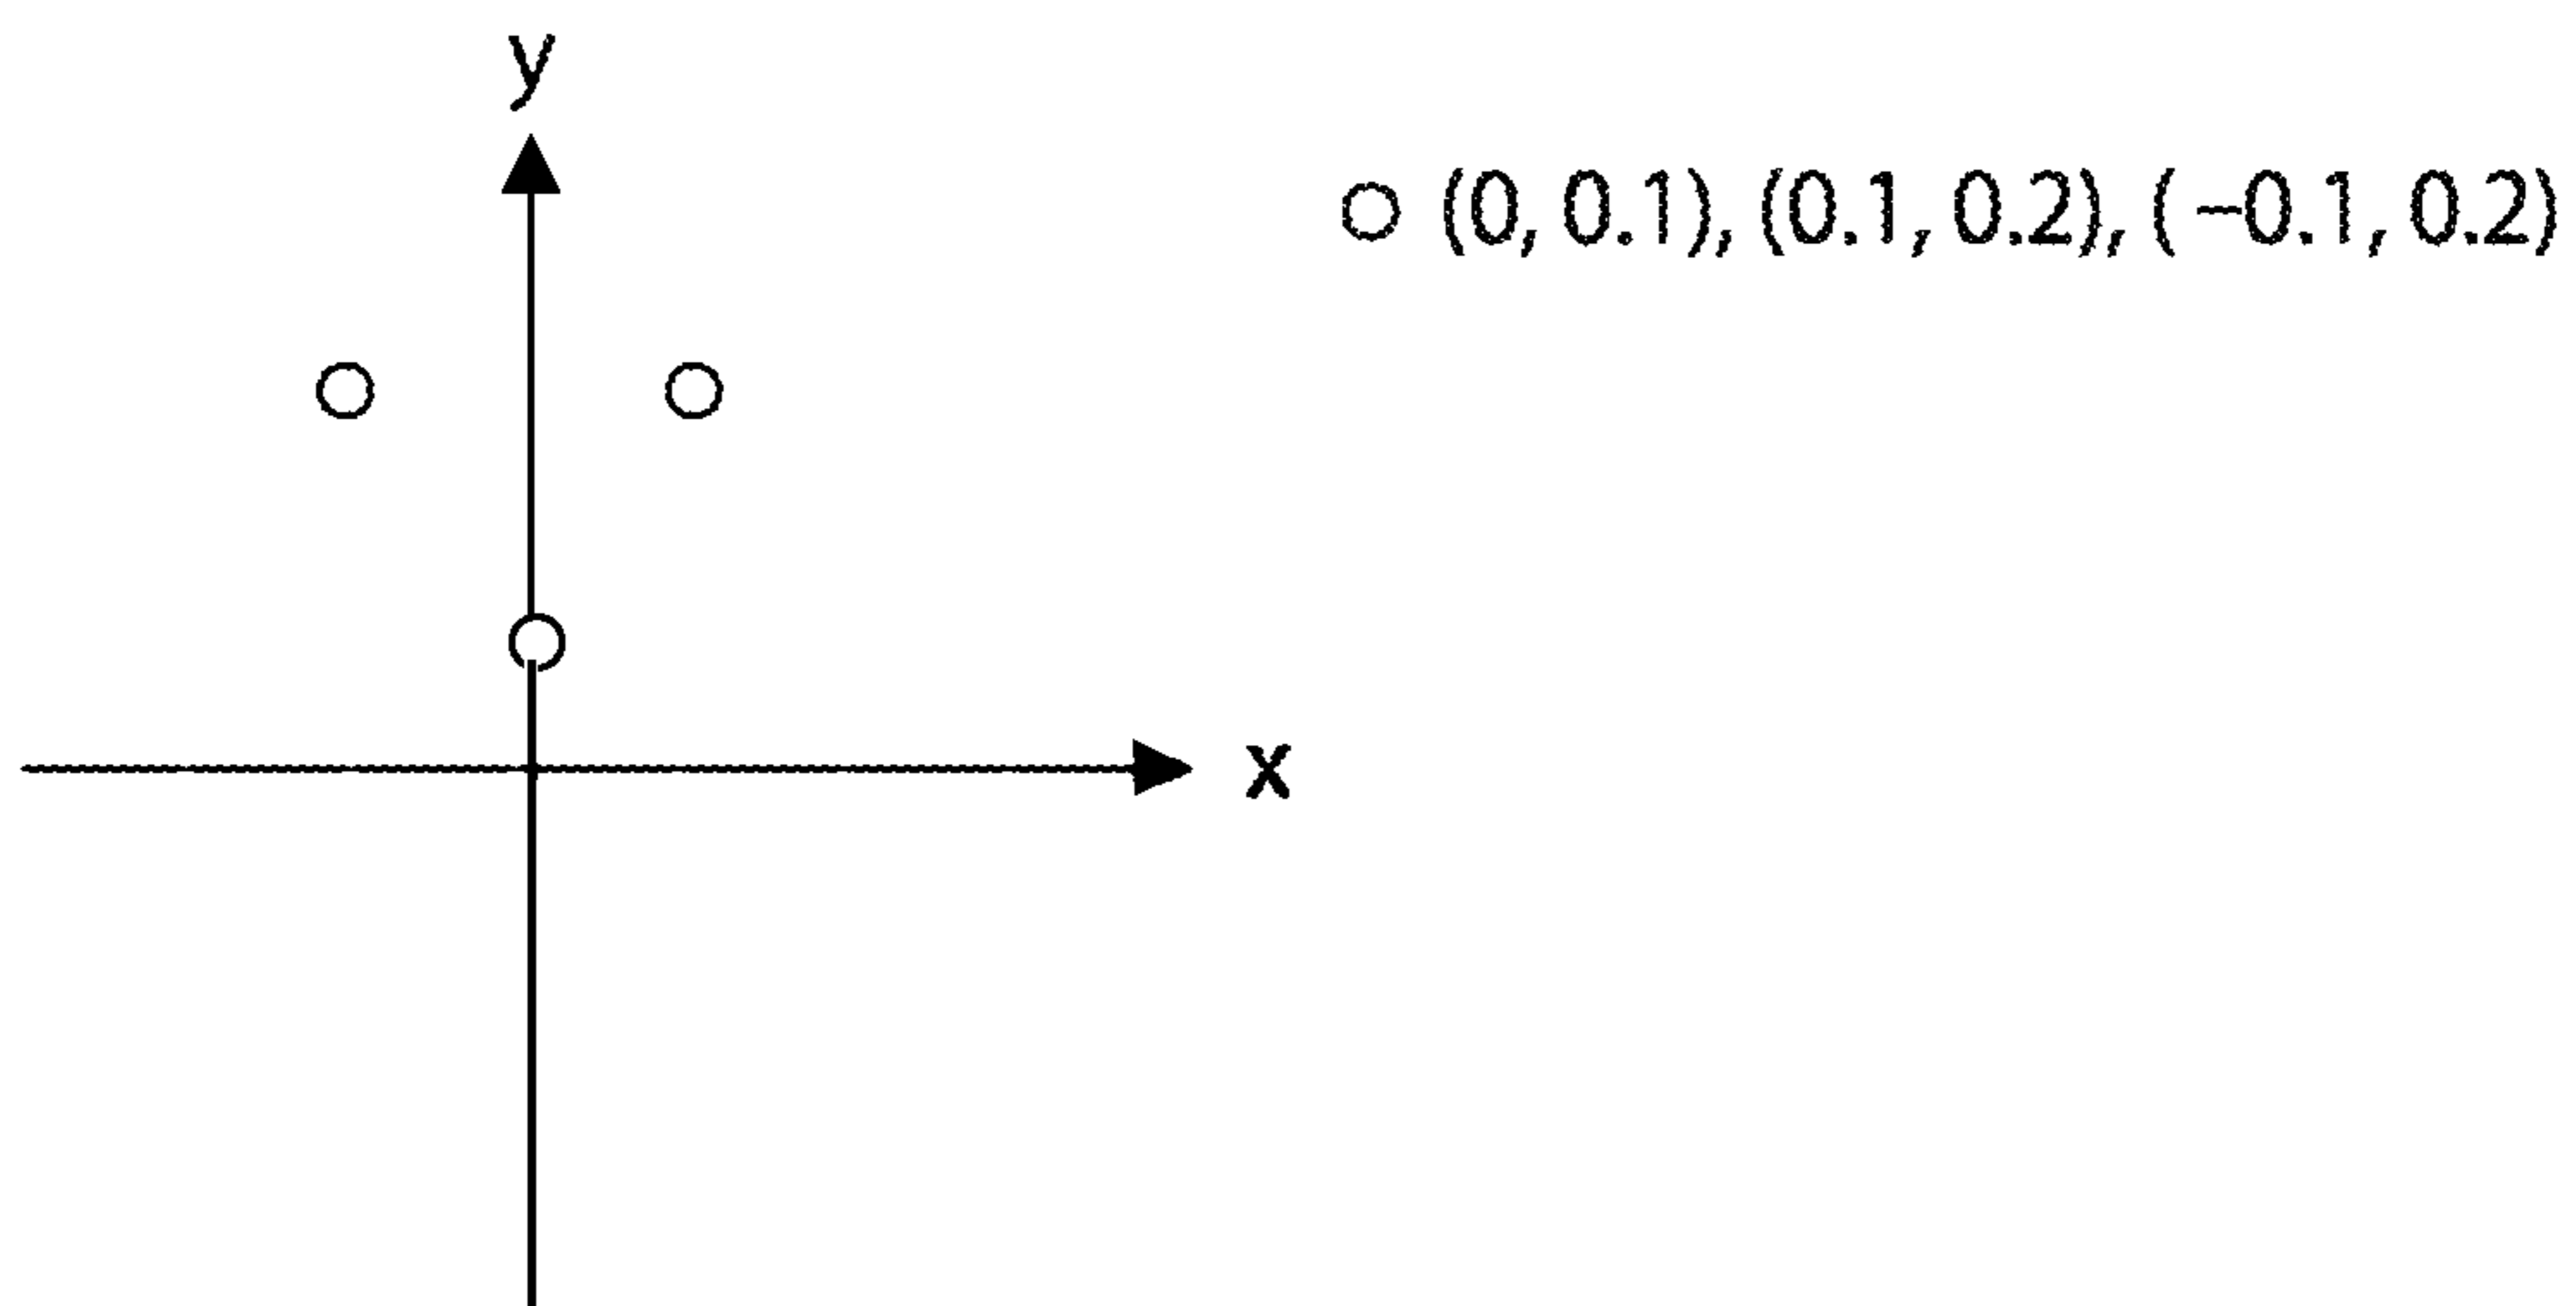 y
(0, 0.1), (0.1, 0.2), ( −0.1, 0.2)
x